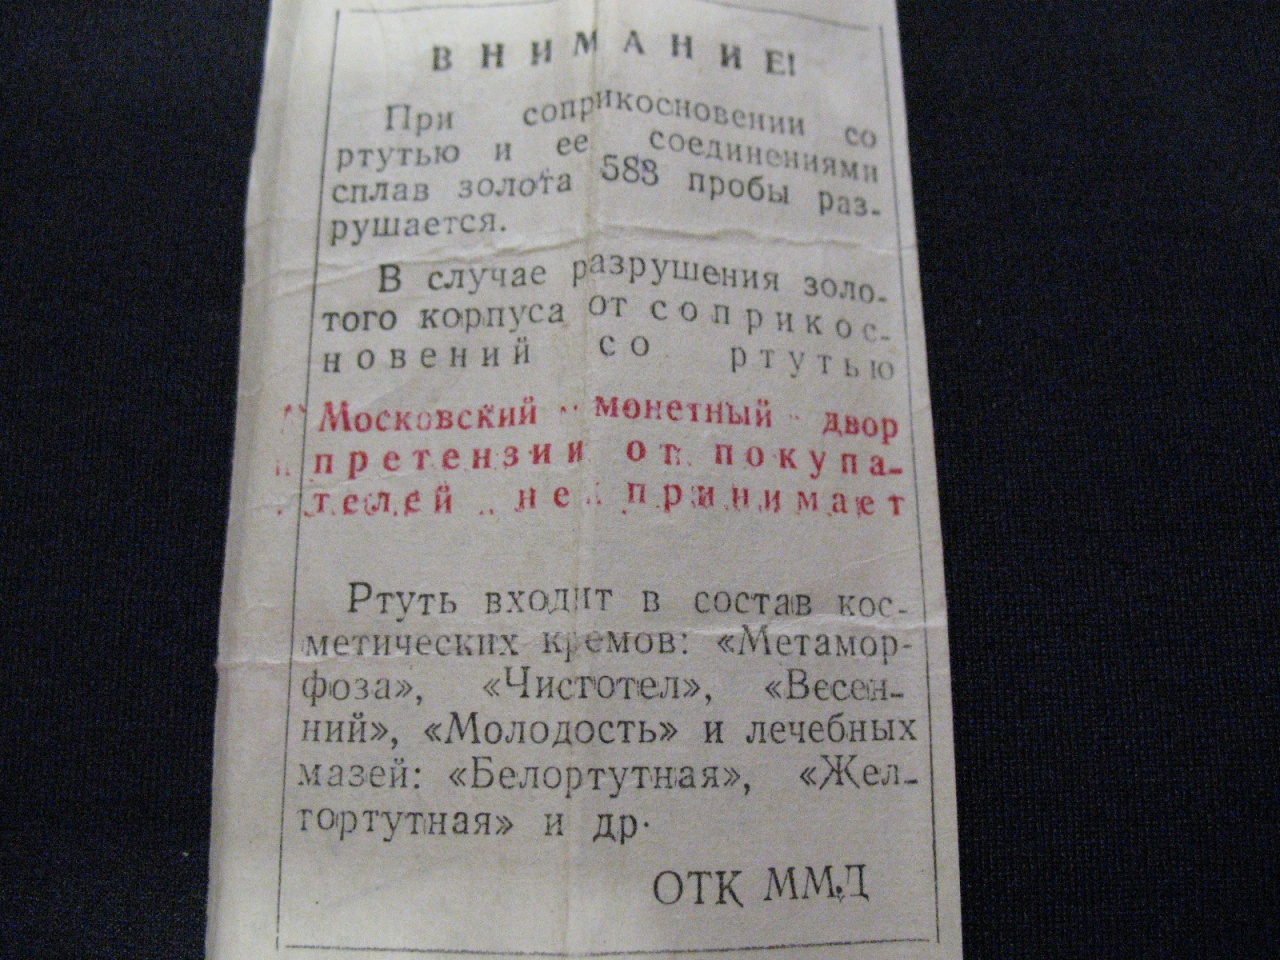 ВНИМАНИЕ!
При соприкосновении со
ртутью и ее соединениями
сплав золота 583 пробы раз-
рушается.
В случае разрушения золо-
того корпуса от соприкос-
новений со ртутью
Московский монетный двор
претензии от покупа-
телей не принимает
Ртуть входит в состав кос-
метических кремов: «Метамор-
фоза», «Чистотел», «Весен-
ний», «Молодость» и лечебных
мазей: «Белортутная», «Жел-
тортутная» и др.
ОТК ММД